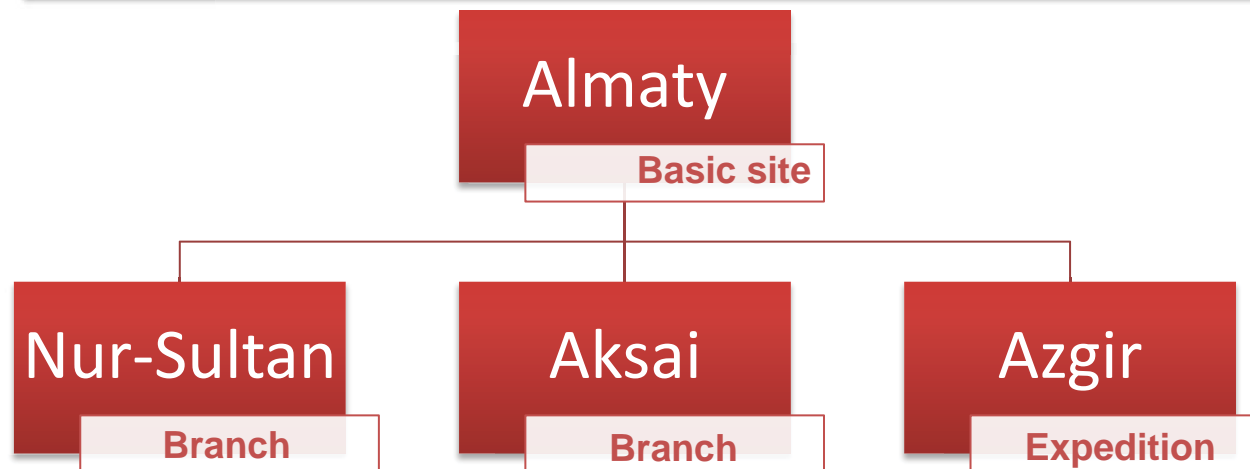 Almaty
Basic site
Nur-Sultan
Branch
Aksai
Branch
Azgir
Expedition